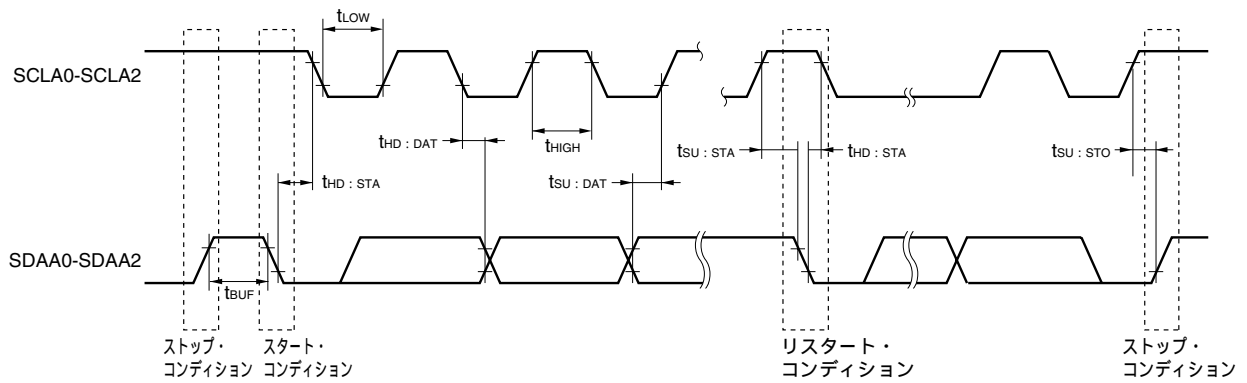 tLOW
SCLA0-SCLA2
tHD : DAT
tHIGH
tSU : STA
tHD : STA
tSU : STO
tHD : STA
tSU : DAT
SDAA0-SDAA2
tBUF
ストップ・
コンディション
スタート・
コンディション
リスタート・
コンディション
ストップ・
コンディション